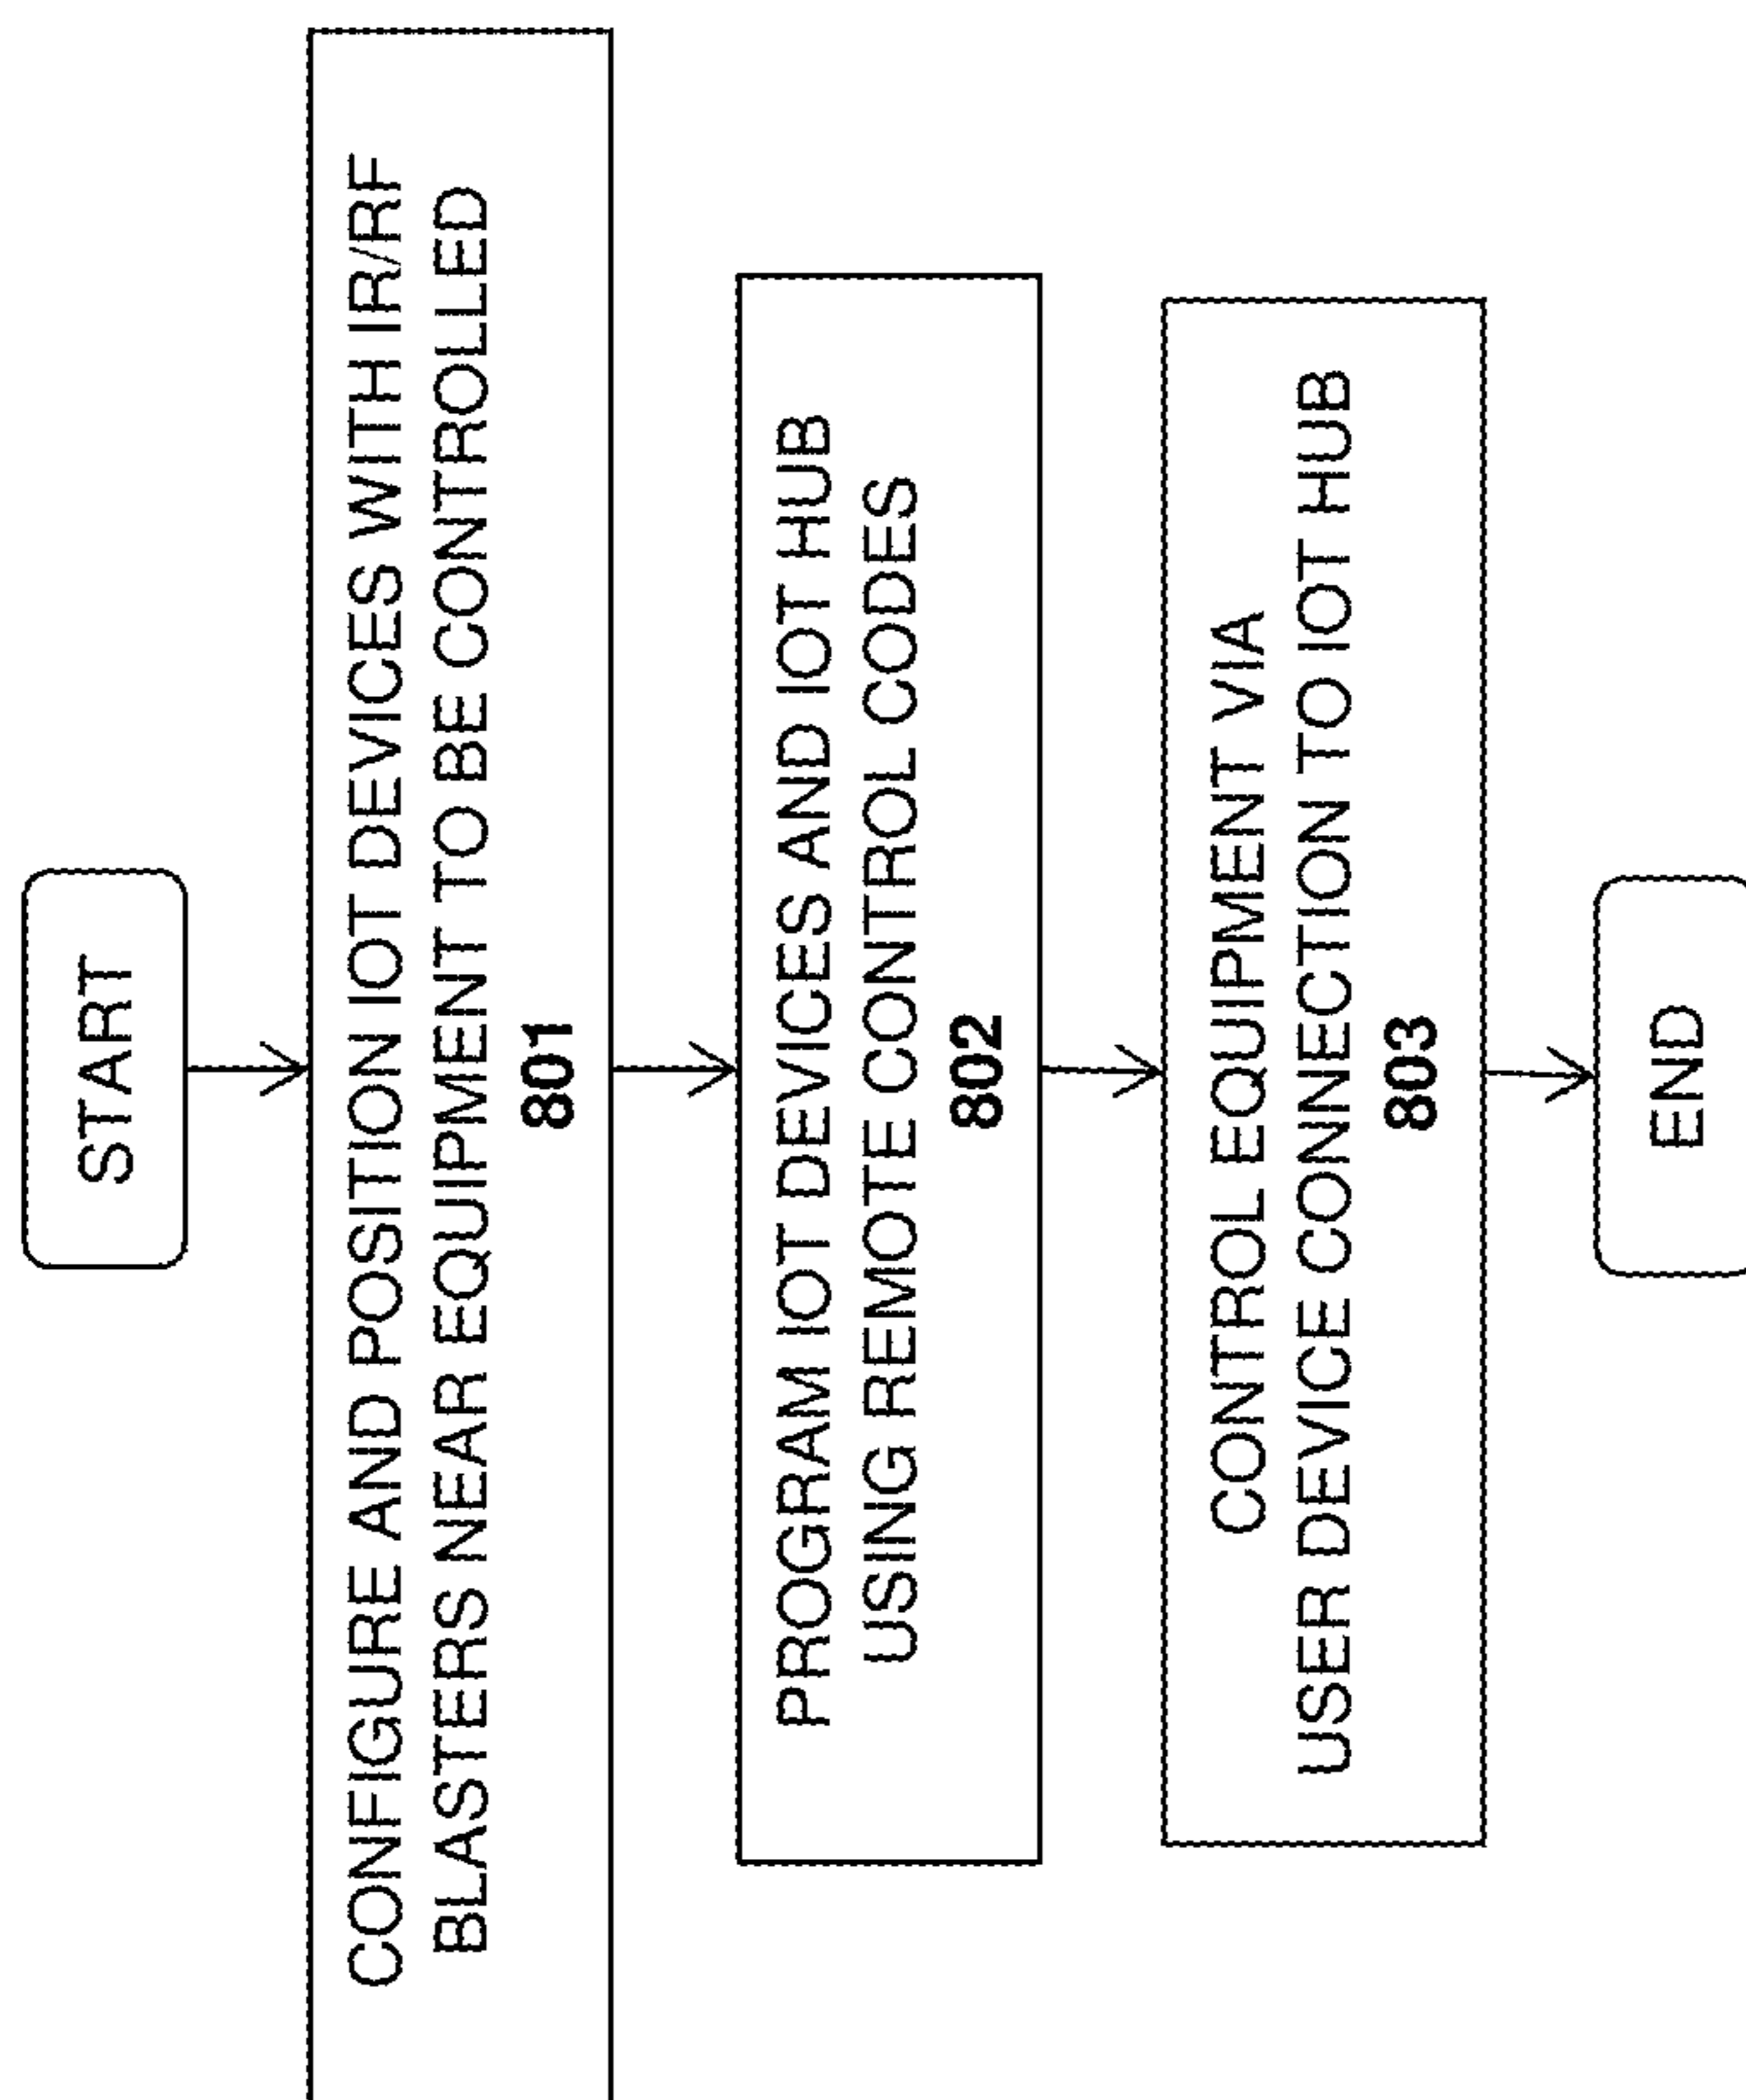 START
CONFIGURE AND POSITION IOT DEVICES WITH IR/RF
BLASTERS NEAR EQUIPMENT TO BE CONTROLLED
801
PROGRAM IOT DEVICES AND IOT HUB
USING REMOTE CONTROL CODES
802
CONTROL EQUIPMENT VIA
USER DEVICE CONNECTION TO IOT HUB
803
END